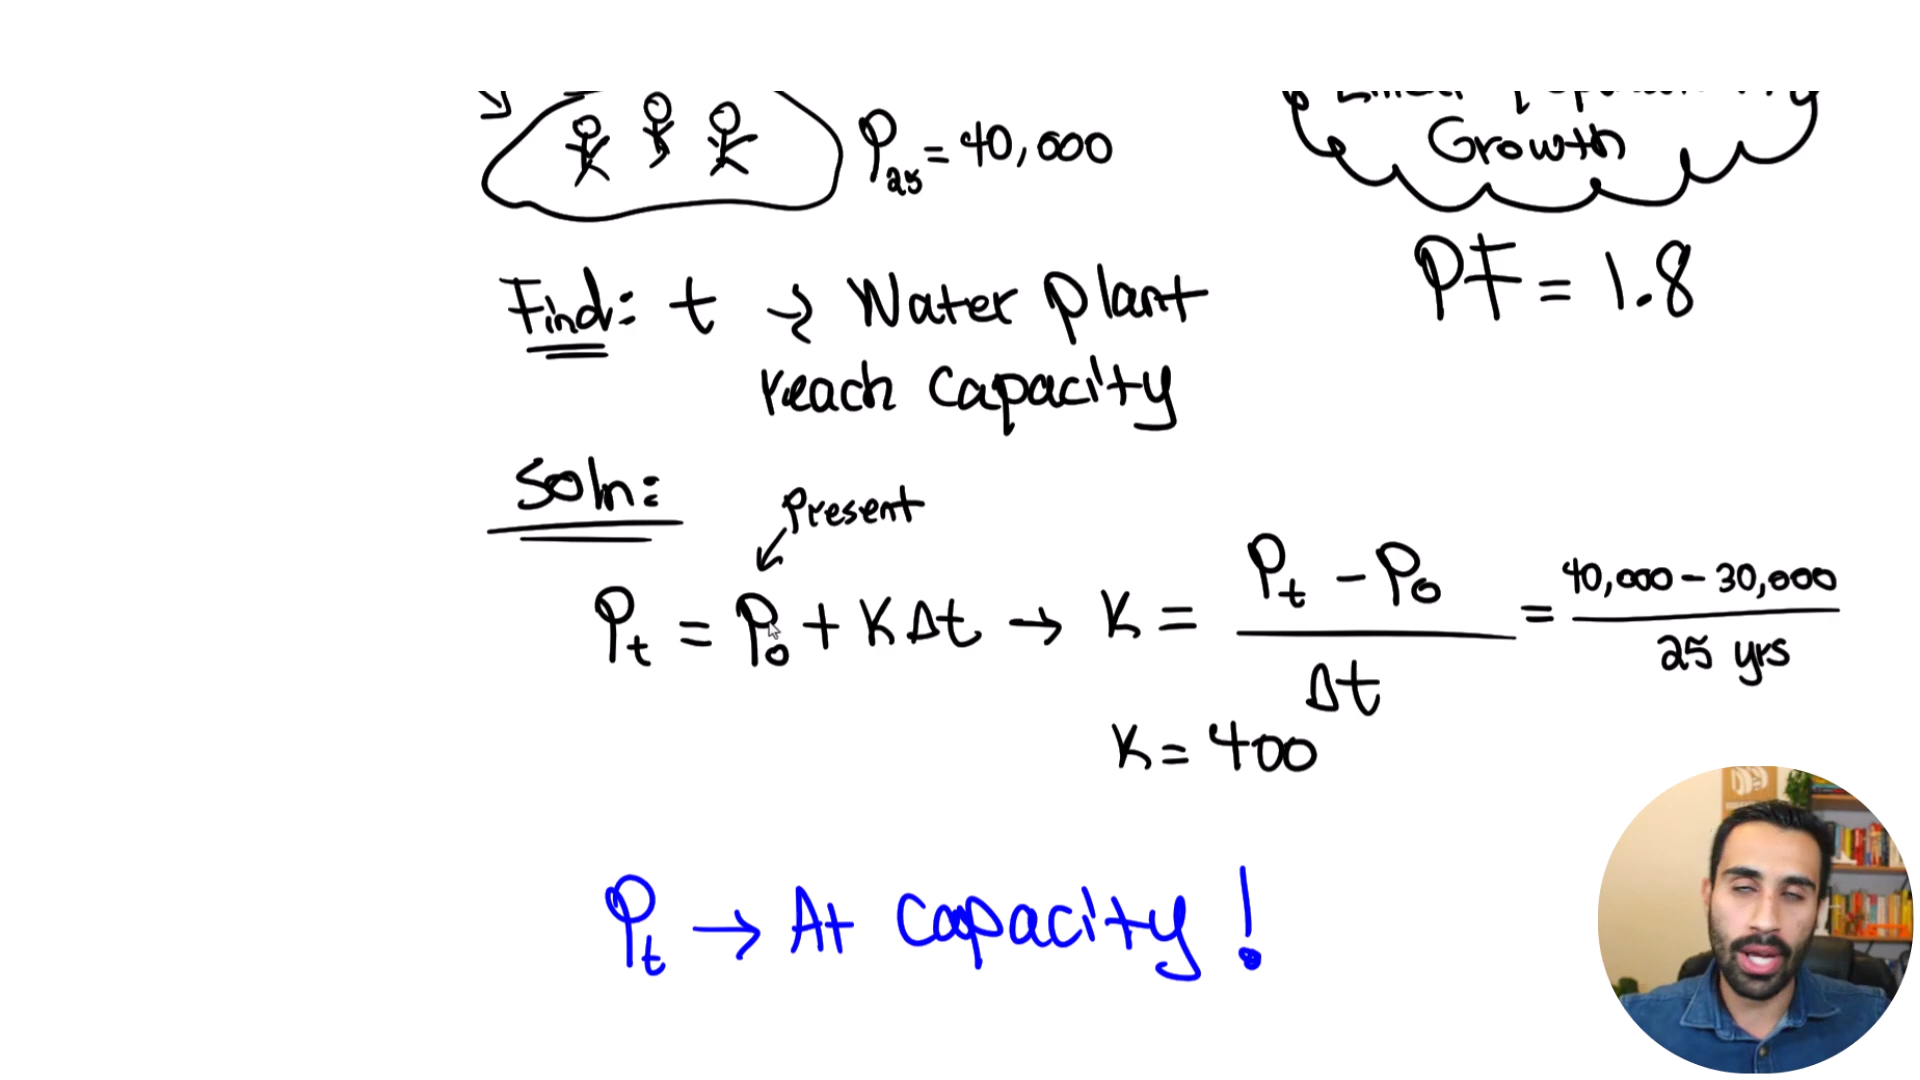 P25 = 40,000
Growth
PF = 1.8
Find: t → Water plant
reach capacity
Soln:
Present
Pt = P0 + KΔt → K = Pt - P0 / Δt = 40,000 - 30,000 / 25 yrs
K = 400
Pt → At capacity!